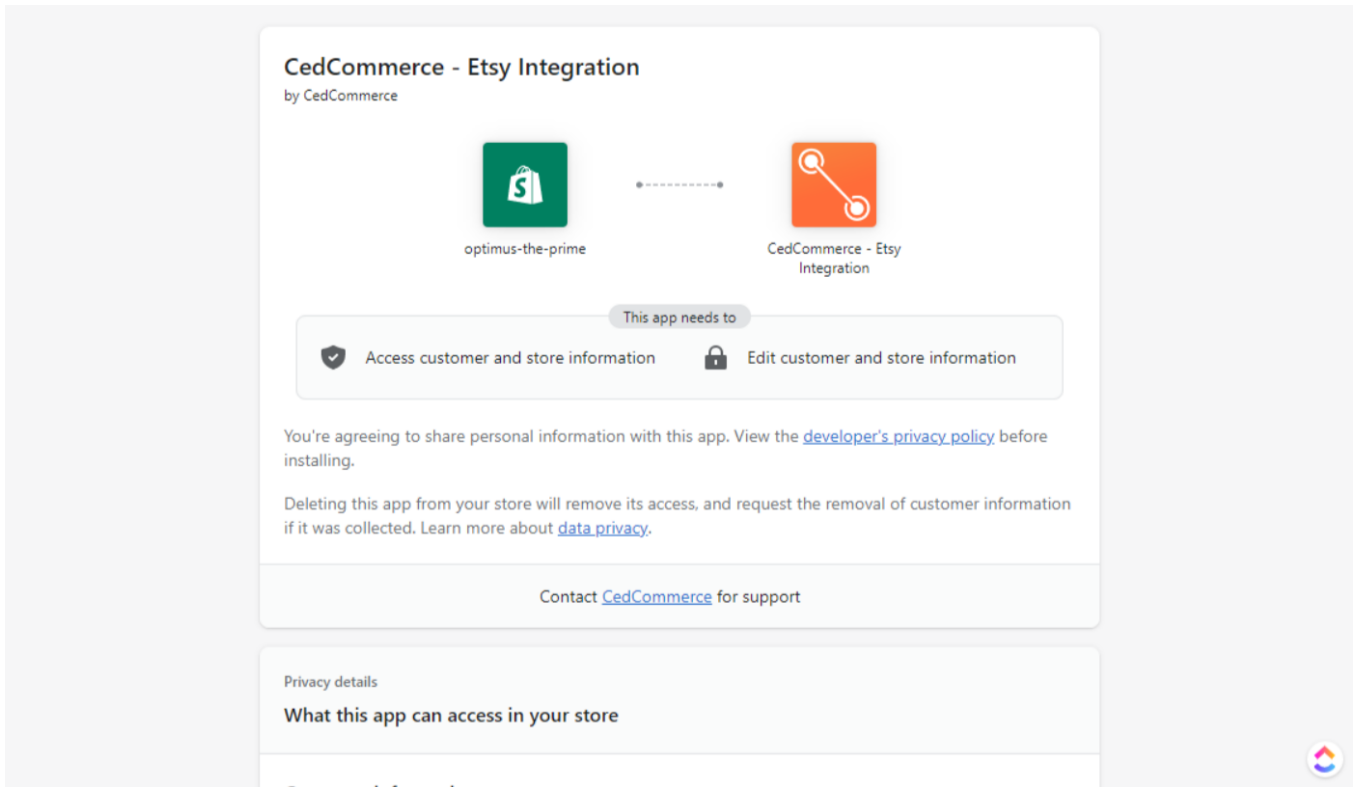 CedCommerce - Etsy Integration
by CedCommerce
optimus-the-prime
CedCommerce - Etsy
Integration
This app needs to
Access customer and store information
Edit customer and store information
You're agreeing to share personal information with this app. View the developer's privacy policy before
installing.
Deleting this app from your store will remove its access, and request the removal of customer information
if it was collected. Learn more about data privacy.
Contact CedCommerce for support
Privacy details
What this app can access in your store